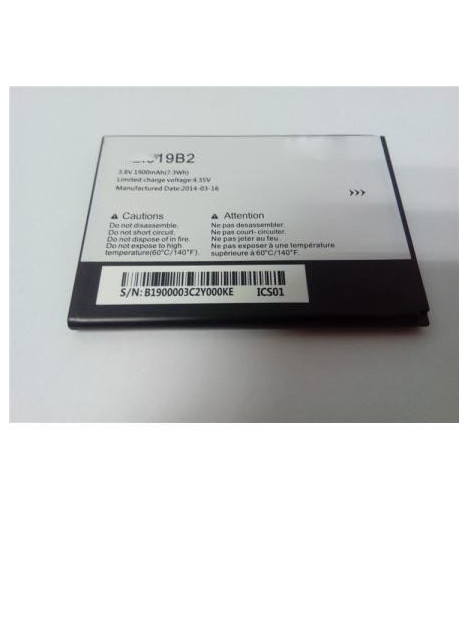 19B2
3.8V 1900mAh(7.3Wh)
Limited charge voltage:4.35V
Manufactured Date:2014-03-16
>>>
Cautions
Do not disassemble.
Do not short circuit.
Do not dispose of in fire.
Do not expose to high
temperature(60°C/140°F).
Attention
Ne pas desassembler.
Ne pas court- circuiter.
Ne pas jeter au feu .
Ne pas exposer à une température
supérieure à 60°C/140°F.
S/N: B1900003C2Y000KE ICS01